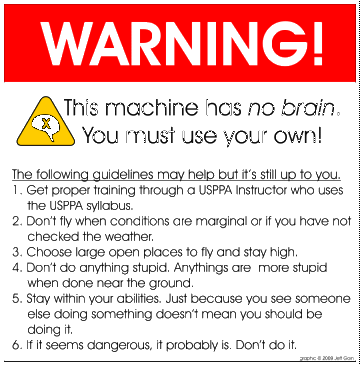 WARNING!
This machine has no brain.
You must use your own!
The following guidelines may help but it's still up to you.
1. Get proper training through a USPPA Instructor who uses
the USPPA syllabus.
2. Don't fly when conditions are marginal or if you have not
checked the weather.
3. Choose large open places to fly and stay high.
4. Don't do anything stupid. Anythings are more stupid
when done near the ground.
5. Stay within your abilities. Just because you see someone
else doing something doesn't mean you should be
doing it.
6. If it seems dangerous, it probably is. Don't do it.
graphic © 2009 Jeff Goin